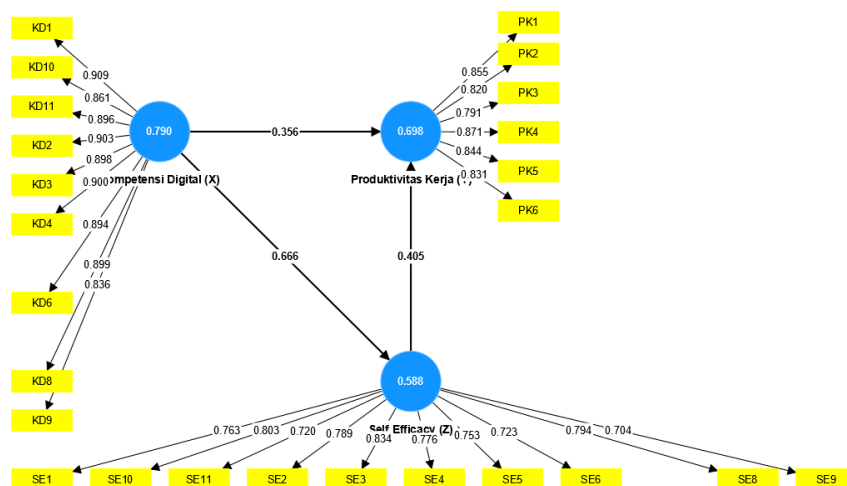 KD1
KD10
KD11
KD2
KD3
KD4
KD6
KD8
KD9
0.909
0.861
0.896
0.903
0.898
0.900
0.894
0.899
0.836
0.790
ompetensi Digital (X)
0.356
0.666
0.405
0.698
Produktivitas Kerja (
0.855
0.820
0.791
0.871
0.844
0.831
PK1
PK2
PK3
PK4
PK5
PK6
0.588
Self Efficacy (Z)
0.763
0.803
0.720
0.789
0.834
0.776
0.753
0.723
0.794
0.704
SE1
SE10
SE11
SE2
SE3
SE4
SE5
SE6
SE8
SE9